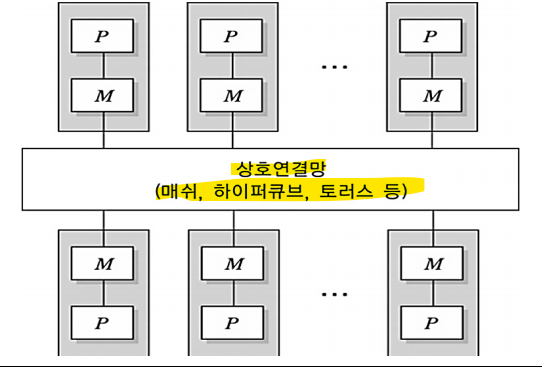 P P P
M M ... M
상호연결망
(매쉬, 하이퍼큐브, 토러스 등)
M M M
P P ... P